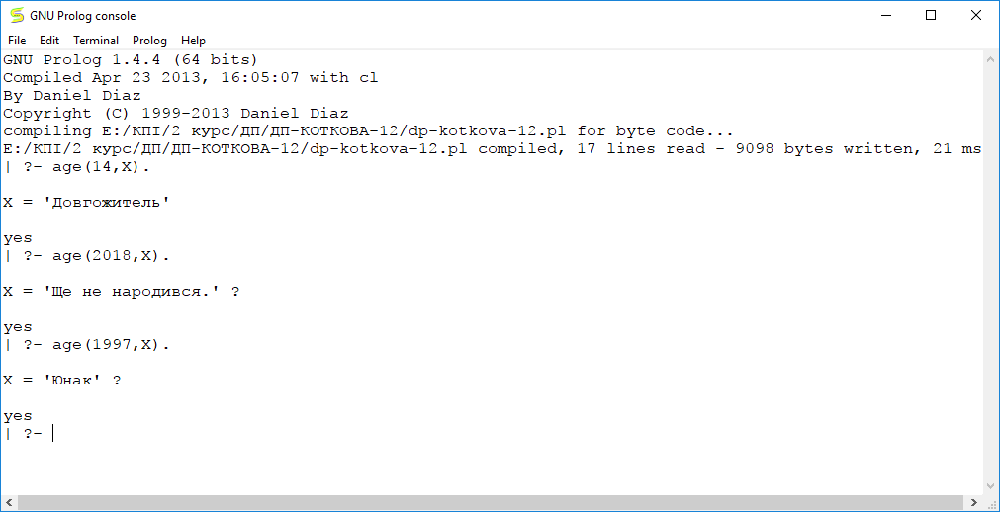 GNU Prolog console
File Edit Terminal Prolog Help
GNU Prolog 1.4.4 (64 bits)
Compiled Apr 23 2013, 16:05:07 with cl
By Daniel Diaz
Copyright (C) 1999-2013 Daniel Diaz
compiling E:/КПІ/2 курс/ДП/ДП-КОТКОВА-12/dp-kotkova-12.pl for byte code...
E:/КПІ/2 курс/ДП/ДП-КОТКОВА-12/dp-kotkova-12.pl compiled, 17 lines read - 9098 bytes written, 21 ms
| ?- age(14,X).
X = 'Довгожитель'
yes
| ?- age(2018,X).
X = 'Ще не народився.' ?
yes
| ?- age(1997,X).
X = 'Юнак' ?
yes
| ?-